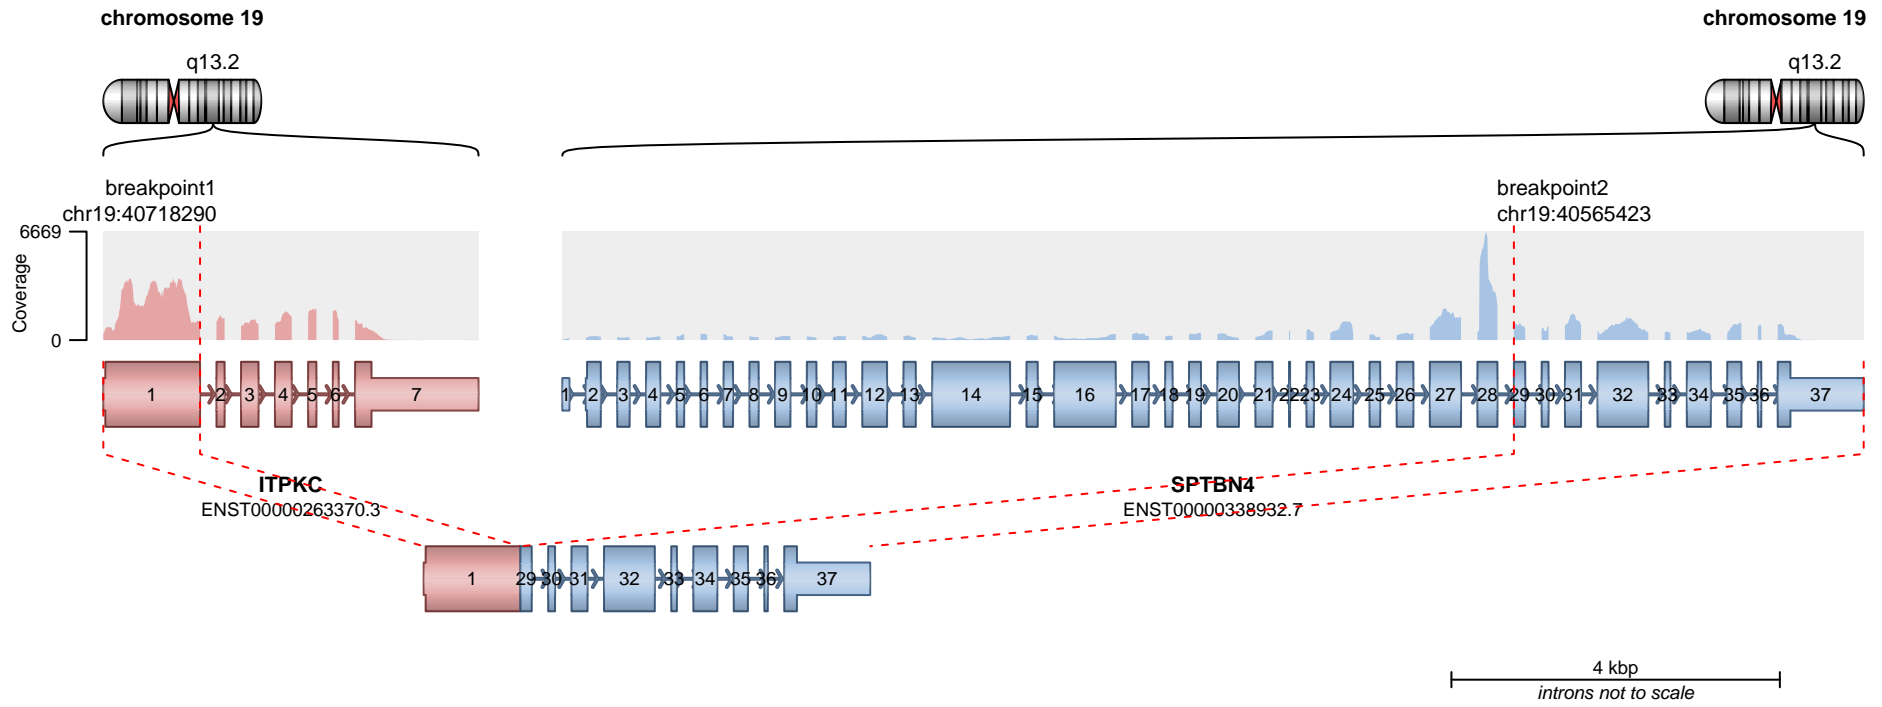 chromosome 19
chromosome 19
q13.2
q13.2
breakpoint1
chr19:40718290
breakpoint2
chr19:40565423
6669
Coverage
0
1 2 3 4 5 6 7
1 2 3 4 5 6 7 8 9 10 11 12 13 14 15 16 17 18 19 20 21 22 23 24 25 26 27 28 29 30 31 32 33 34 35 36 37
ITPKC
ENST00000263370.3
SPTBN4
ENST00000338932.7
1 29 30 31 32 33 34 35 36 37
4 kbp
introns not to scale